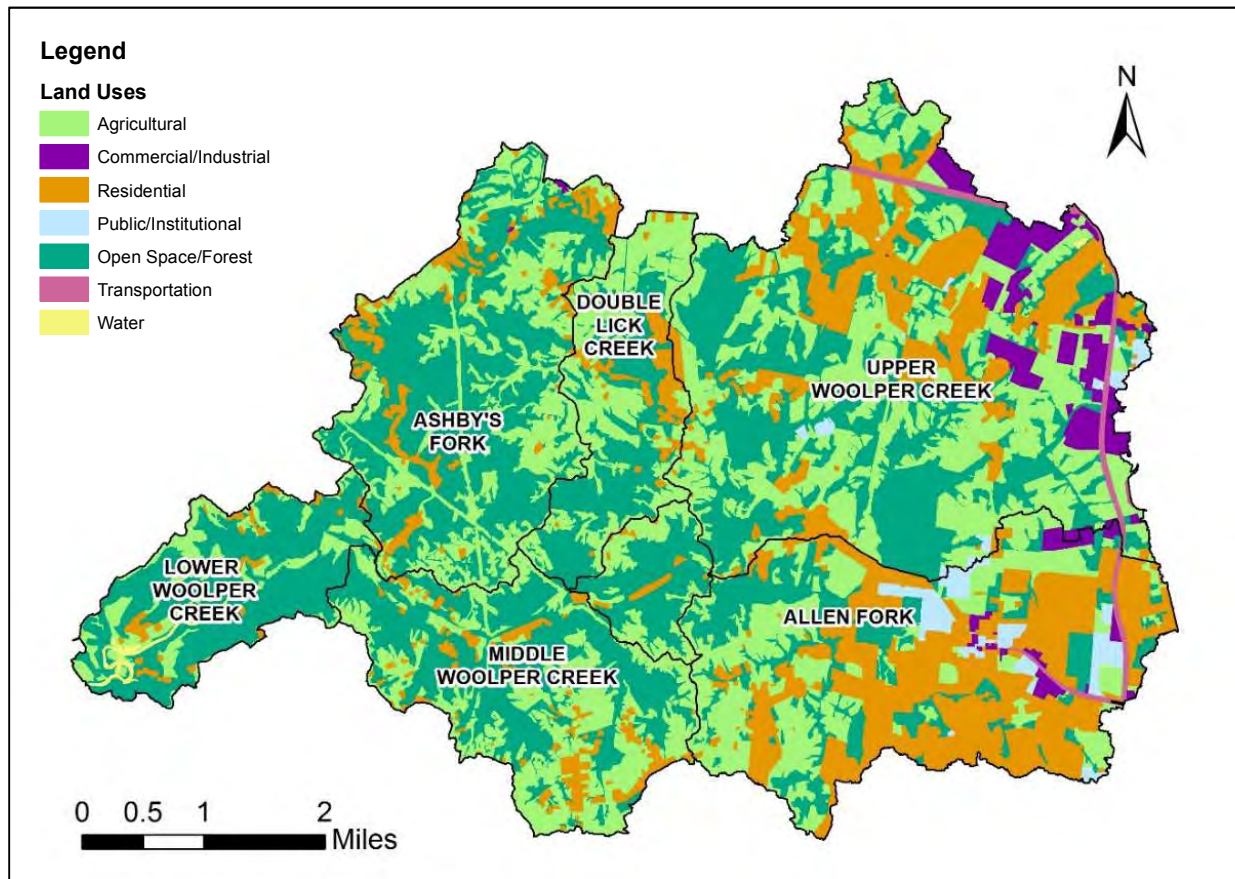 Legend
Land Uses
Agricultural
Commercial/Industrial
Residential
Public/Institutional
Open Space/Forest
Transportation
Water
N
DOUBLE
LICK
CREEK
UPPER
WOOLPER CREEK
ASHBY'S
FORK
LOWER
WOOLPER
CREEK
ALLEN FORK
MIDDLE
WOOLPER CREEK
0 0.5 1 2
Miles